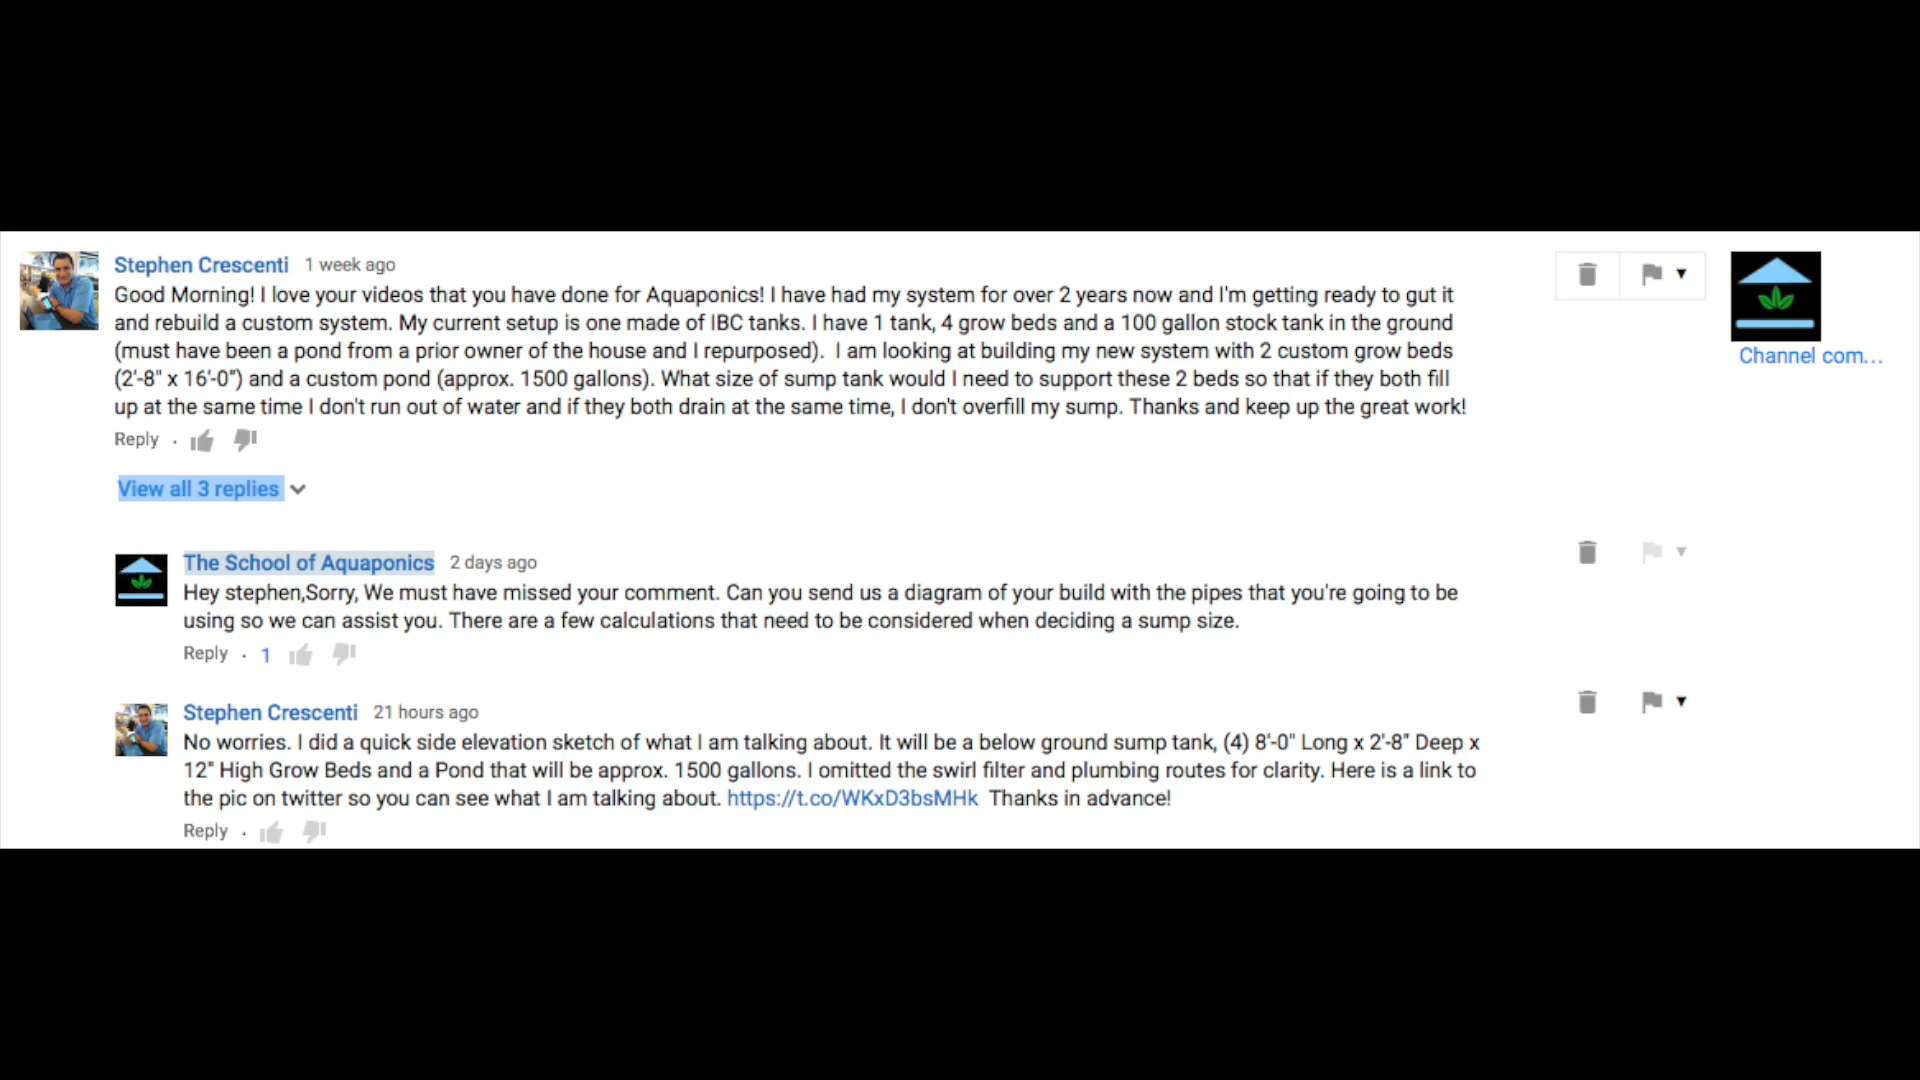 Stephen Crescenti 1 week ago
Good Morning! I love your videos that you have done for Aquaponics! I have had my system for over 2 years now and I'm getting ready to gut it
and rebuild a custom system. My current setup is one made of IBC tanks. I have 1 tank, 4 grow beds and a 100 gallon stock tank in the ground
(must have been a pond from a prior owner of the house and I repurposed). I am looking at building my new system with 2 custom grow beds
(2'-8" x 16'-0") and a custom pond (approx. 1500 gallons). What size of sump tank would I need to support these 2 beds so that if they both fill
up at the same time I don't run out of water and if they both drain at the same time, I don't overfill my sump. Thanks and keep up the great work!
Reply ·
Channel com...
View all 3 replies
The School of Aquaponics 2 days ago
Hey stephen,Sorry, We must have missed your comment. Can you send us a diagram of your build with the pipes that you're going to be
using so we can assist you. There are a few calculations that need to be considered when deciding a sump size.
Reply · 1
Stephen Crescenti 21 hours ago
No worries. I did a quick side elevation sketch of what I am talking about. It will be a below ground sump tank, (4) 8'-0" Long x 2'-8" Deep x
12" High Grow Beds and a Pond that will be approx. 1500 gallons. I omitted the swirl filter and plumbing routes for clarity. Here is a link to
the pic on twitter so you can see what I am talking about. https://t.co/WKxD3bsMHk Thanks in advance!
Reply ·